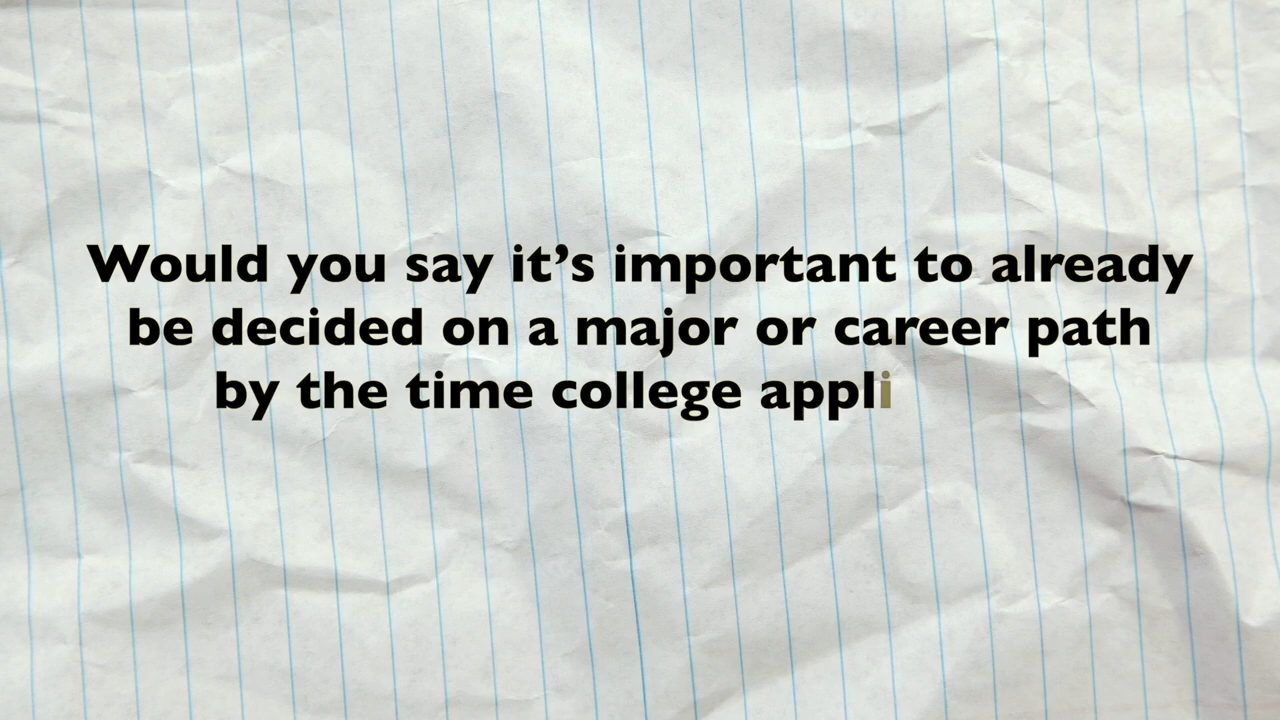 Would you say it’s important to already
be decided on a major or career path
by the time college appli